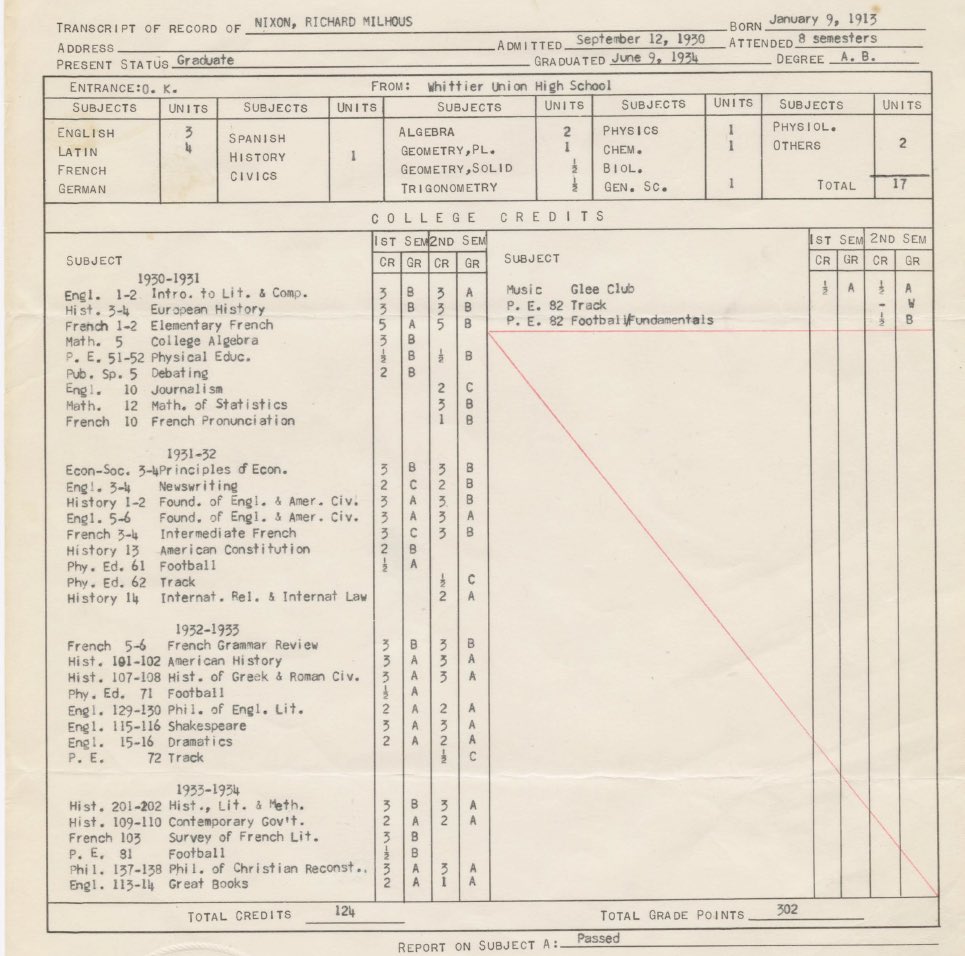 TRANSCRIPT OF RECORD OF NIXON, RICHARD MILHOUS BORN January 9, 1913
ADDRESS ADMITTED September 12, 1930 ATTENDED 8 semesters
PRESENT STATUS Graduate GRADUATED June 9, 1934 DEGREE A. B.
ENTRANCE: O. K. FROM: Whittier Union High School
SUBJECTS UNITS SUBJECTS UNITS SUBJECTS UNITS SUBJECTS UNITS SUBJECTS UNITS
ENGLISH 3 SPANISH ALGEBRA 2 PHYSICS 1 PHYSIOL.
LATIN 4 HISTORY 1 GEOMETRY, PL. 1 CHEM. 1 OTHERS 2
FRENCH CIVICS GEOMETRY, SOLID ½ BIOL.
GERMAN TRIGONOMETRY ½ GEN. SC. 1 TOTAL 17
COLLEGE CREDITS
SUBJECT 1ST SEM 2ND SEM SUBJECT 1ST SEM 2ND SEM
CR GR CR GR CR GR CR GR
1930-1931
Engl. 1-2 Intro. to Lit. & Comp. 3 B 3 A Music Glee Club ½ A ½ A
Hist. 3-4 European History 3 B 3 B P. E. 82 Track - W
French 1-2 Elementary French 5 A 5 B P. E. 82 Football/Fundamentals ½ B
Math. 5 College Algebra 3 B
P. E. 51-52 Physical Educ. ½ B ½ B
Pub. Sp. 5 Debating 2 B
Engl. 10 Journalism 2 C
Math. 12 Math. of Statistics 3 B
French 10 French Pronunciation 1 B
1931-32
Econ-Soc. 3-4 Principles of Econ. 3 B 3 B
Engl. 3-4 Newswriting 2 C 2 B
History 1-2 Found. of Engl. & Amer. Civ. 3 A 3 B
Engl. 5-6 Found. of Engl. & Amer. Civ. 3 A 3 A
French 3-4 Intermediate French 3 C 3 B
History 13 American Constitution 2 B
Phy. Ed. 61 Football ½ A
Phy. Ed. 62 Track ½ C
History 14 Internat. Rel. & Internat Law 2 A
1932-1933
French 5-6 French Grammar Review 3 B 3 B
Hist. 101-102 American History 3 A 3 A
Hist. 107-108 Hist. of Greek & Roman Civ. 3 A 3 A
Phy. Ed. 71 Football ½ A
Engl. 129-130 Phil. of Engl. Lit. 2 A 2 A
Engl. 115-116 Shakespeare 3 A 3 A
Engl. 15-16 Dramatics 2 A 2 A
P. E. 72 Track ½ C
1933-1934
Hist. 201-202 Hist., Lit. & Meth. 3 B 3 A
Hist. 109-110 Contemporary Gov't. 2 A 2 A
French 103 Survey of French Lit. 3 B
P. E. 81 Football ½ B
Phil. 137-138 Phil. of Christian Reconst.. 3 A 3 A
Engl. 113-14 Great Books 2 A 1 A
TOTAL CREDITS 124 TOTAL GRADE POINTS 302
REPORT ON SUBJECT A: Passed